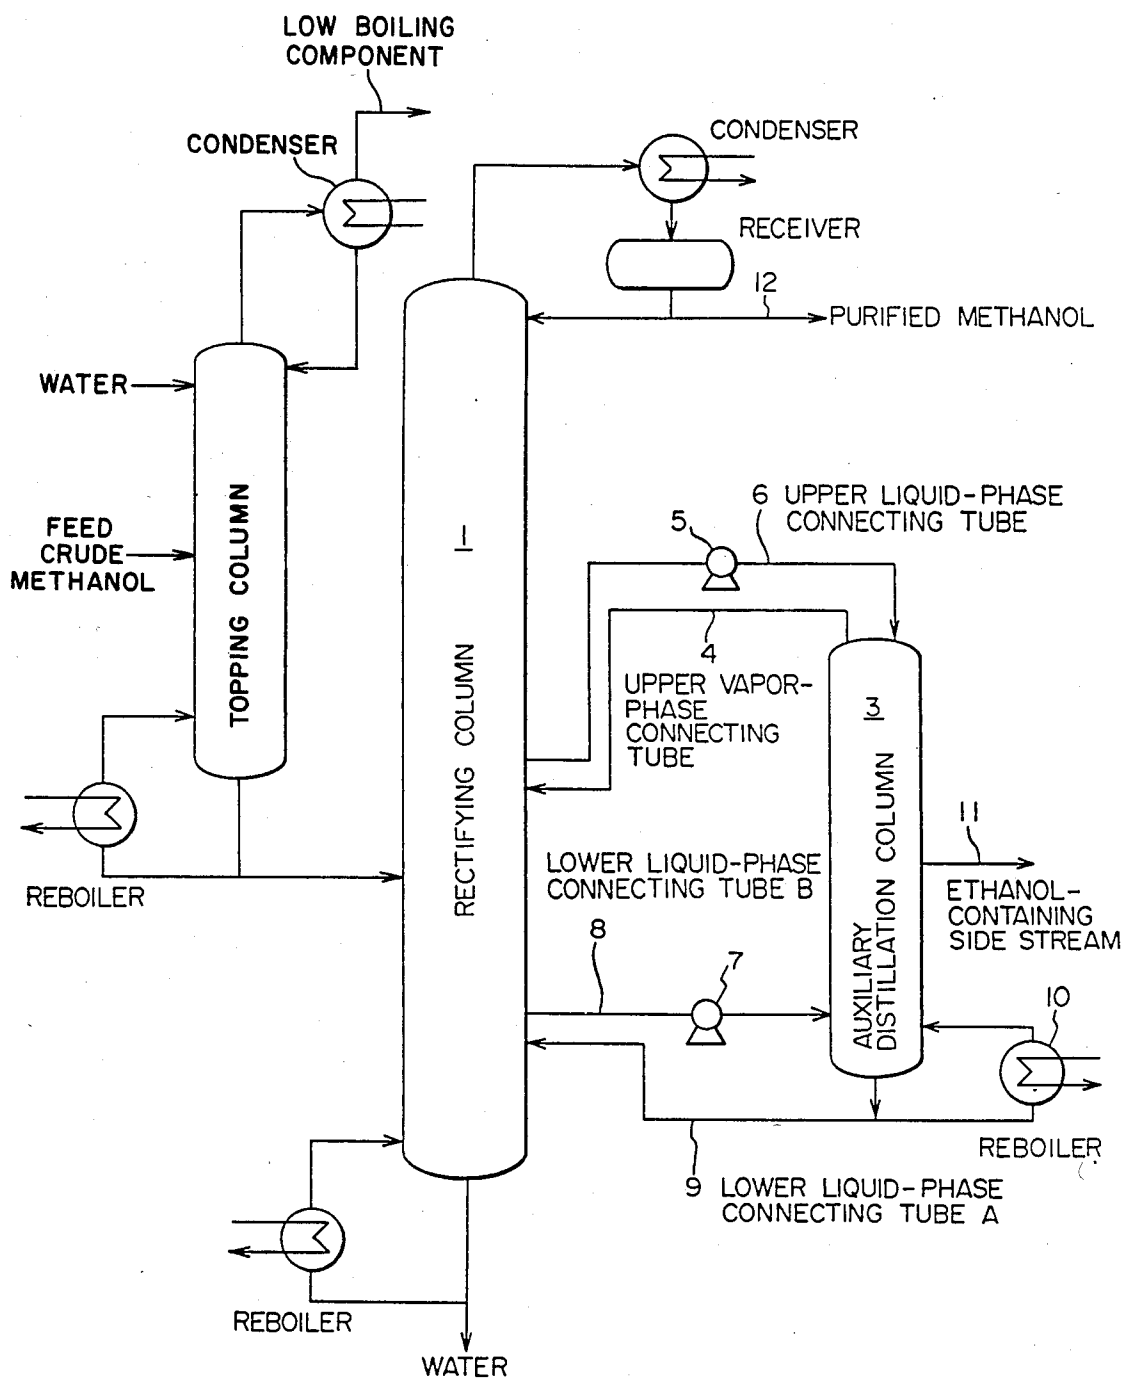 LOW BOILING
COMPONENT
CONDENSER
CONDENSER
RECEIVER
12
PURIFIED METHANOL
WATER
FEED
CRUDE
METHANOL
TOPPING COLUMN
1
RECTIFYING COLUMN
5
6 UPPER LIQUID-PHASE
CONNECTING TUBE
4
UPPER VAPOR-
PHASE
CONNECTING
TUBE
3
AUXILIARY
DISTILLATION COLUMN
11
ETHANOL-
CONTAINING
SIDE STREAM
LOWER LIQUID-PHASE
CONNECTING TUBE B
8
7
10
REBOILER
REBOILER
9 LOWER LIQUID-PHASE
CONNECTING TUBE A
REBOILER
WATER